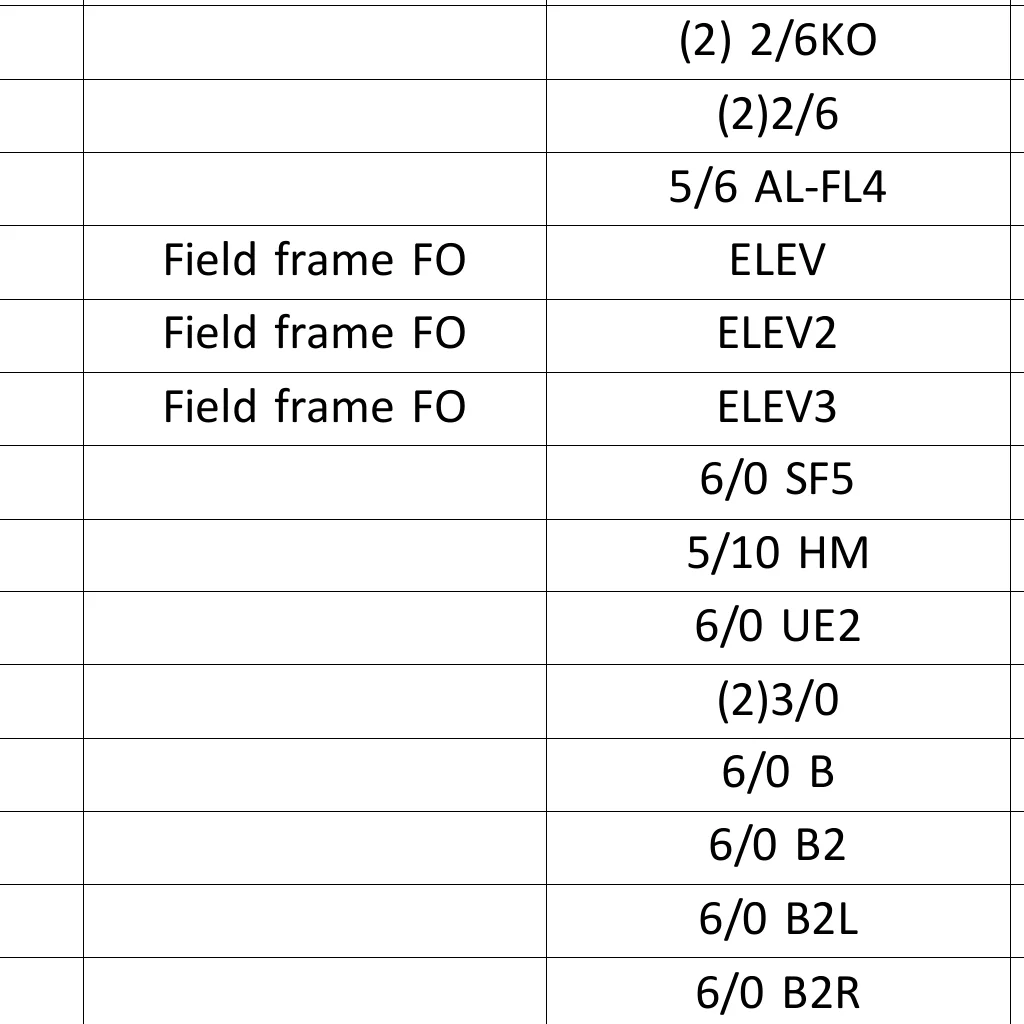 (2) 2/6KO
(2)2/6
5/6 AL-FL4
Field frame FO ELEV
Field frame FO ELEV2
Field frame FO ELEV3
6/0 SF5
5/10 HM
6/0 UE2
(2)3/0
6/0 B
6/0 B2
6/0 B2L
6/0 B2R